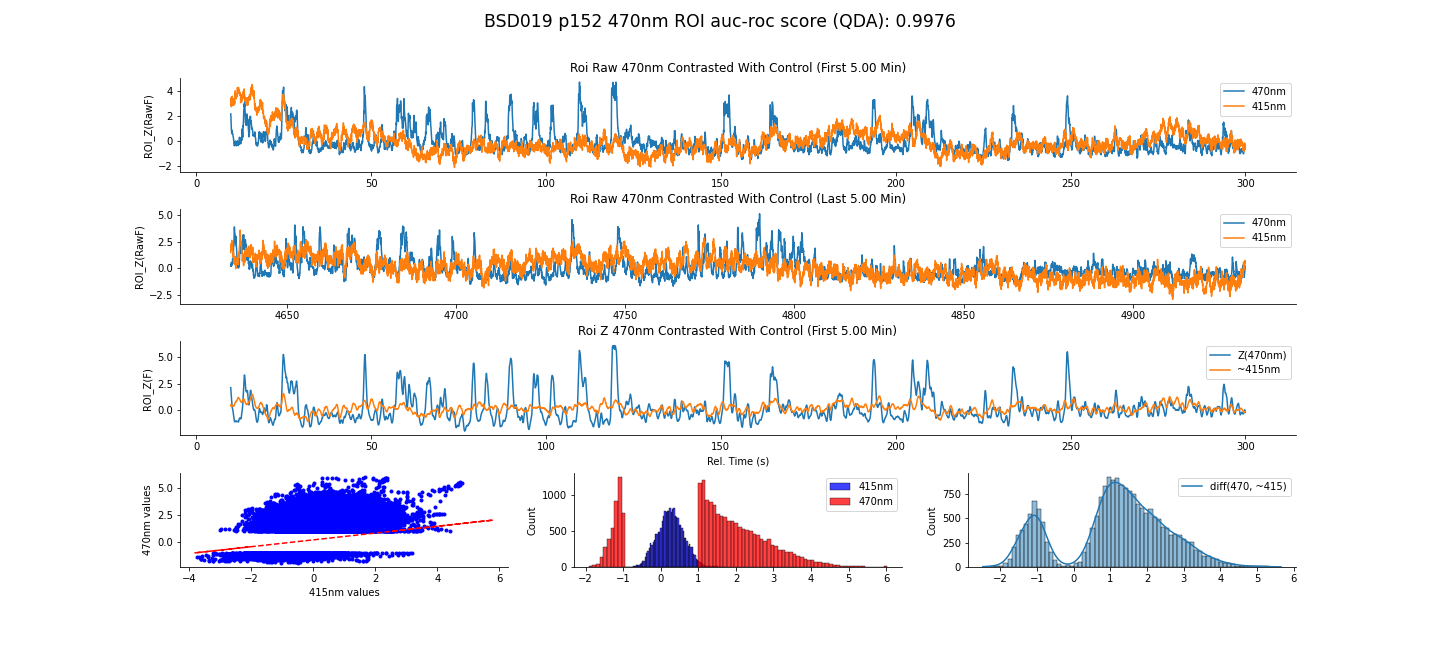 BSD019 p152 470nm ROI auc-roc score (QDA): 0.9976
Roi Raw 470nm Contrasted With Control (First 5.00 Min)
ROI_Z(RawF)
4
2
0
−2
470nm
415nm
0 50 100 150 200 250 300
Roi Raw 470nm Contrasted With Control (Last 5.00 Min)
ROI_Z(RawF)
5.0
2.5
0.0
−2.5
470nm
415nm
4650 4700 4750 4800 4850 4900
Roi Z 470nm Contrasted With Control (First 5.00 Min)
ROI_Z(F)
5.0
2.5
0.0
Z(470nm)
~415nm
0 50 100 150 200 250 300
Rel. Time (s)
470nm values
5.0
2.5
0.0
−4 −2 0 2 4 6
415nm values
Count
1000
500
0
415nm
470nm
−2 −1 0 1 2 3 4 5 6
Count
750
500
250
0
diff(470, ~415)
−2 −1 0 1 2 3 4 5 6